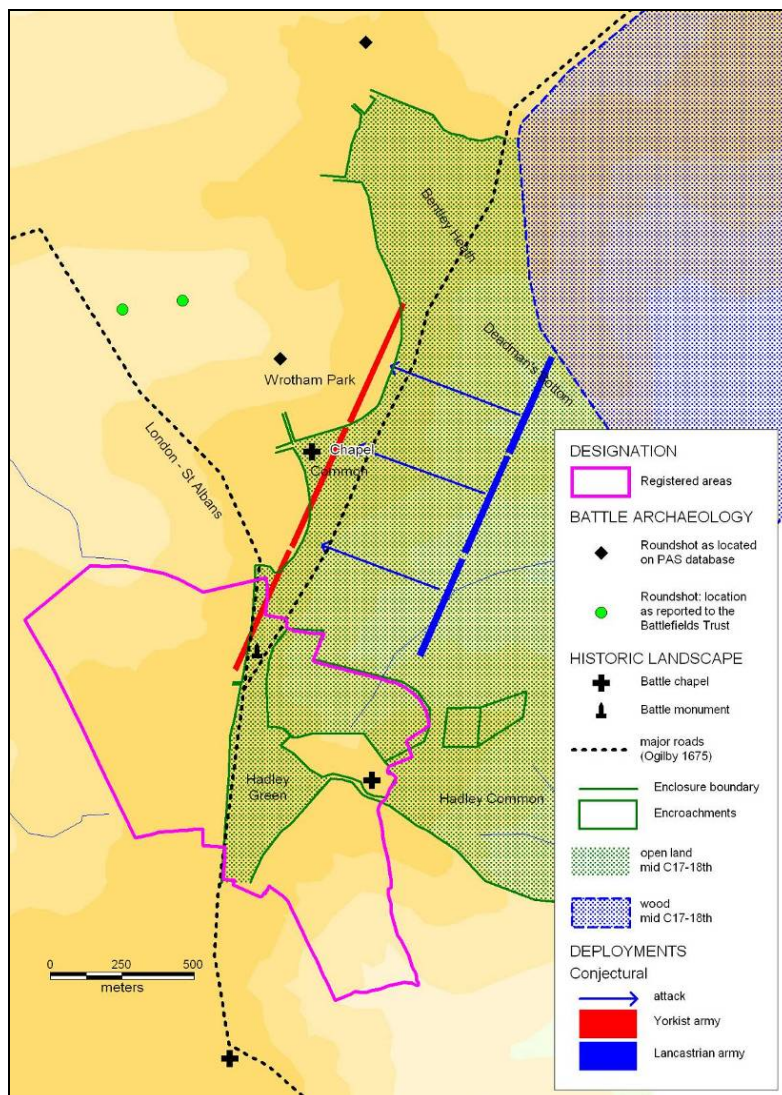 Bentley Heath
Deadman's Bottom
Wrotham Park
London - St Albans
Chapel
Common
Hadley
Green
Hadley Common
0 250 500
meters
DESIGNATION
Registered areas
BATTLE ARCHAEOLOGY
Roundshot as located
on PAS database
Roundshot: location
as reported to the
Battlefields Trust
HISTORIC LANDSCAPE
Battle chapel
Battle monument
major roads
(Ogilby 1675)
Enclosure boundary
Encroachments
open land
mid C17-18th
wood
mid C17-18th
DEPLOYMENTS
Conjectural
attack
Yorkist army
Lancastrian army